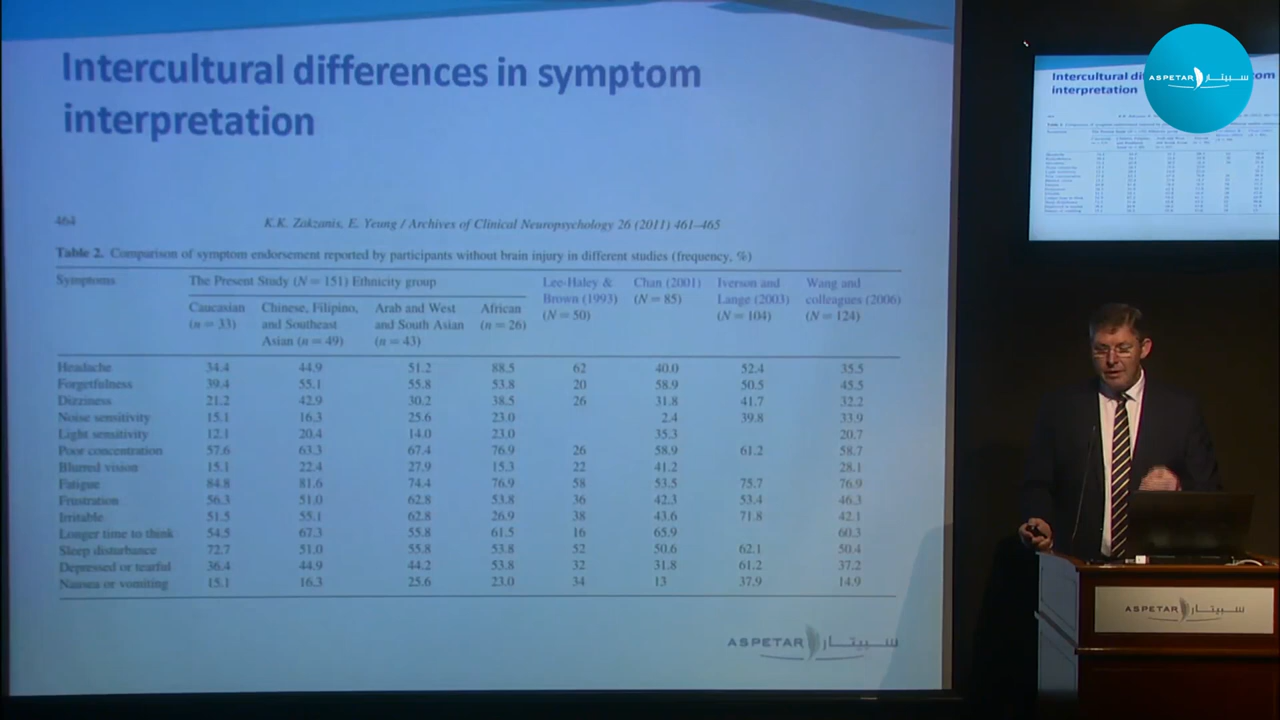 Intercultural differences in symptom
interpretation
464
K.K. Zakzanis, E. Yeung / Archives of Clinical Neuropsychology 26 (2011) 461–465
Table 2. Comparison of symptom endorsement reported by participants without brain injury in different studies (frequency, %)
Symptoms The Present Study (N = 151) Ethnicity group Lee-Haley & Brown (1993) (N = 50) Chan (2001) (N = 85) Iverson and Lange (2003) (N = 104) Wang and colleagues (2006) (N = 124)
Caucasian (n = 33) Chinese, Filipino, and Southeast Asian (n = 49) Arab and West and South Asian (n = 43) African (n = 26)
Headache 34.4 44.9 51.2 88.5 62 40.0 52.4 35.5
Forgetfulness 39.4 55.1 55.8 53.8 20 58.9 50.5 45.5
Dizziness 21.2 42.9 30.2 38.5 26 31.8 41.7 32.2
Noise sensitivity 15.1 16.3 25.6 23.0 2.4 39.8 33.9
Light sensitivity 12.1 20.4 14.0 23.0 35.3 20.7
Poor concentration 57.6 63.3 67.4 76.9 26 58.9 61.2 58.7
Blurred vision 15.1 22.4 27.9 15.3 22 41.2 28.1
Fatigue 84.8 81.6 74.4 76.9 58 53.5 75.7 76.9
Frustration 56.3 51.0 62.8 53.8 36 42.3 53.4 46.3
Irritable 51.5 55.1 62.8 26.9 38 43.6 71.8 42.1
Longer time to think 54.5 67.3 55.8 61.5 16 65.9 60.3
Sleep disturbance 72.7 51.0 55.8 53.8 52 50.6 62.1 50.4
Depressed or tearful 36.4 44.9 44.2 53.8 32 31.8 61.2 37.2
Nausea or vomiting 15.1 16.3 25.6 23.0 34 13 37.9 14.9
ASPETAR سبيتار
Intercultural di
interpretation
ASPETAR سبيتار
ASPETAR سبيتار